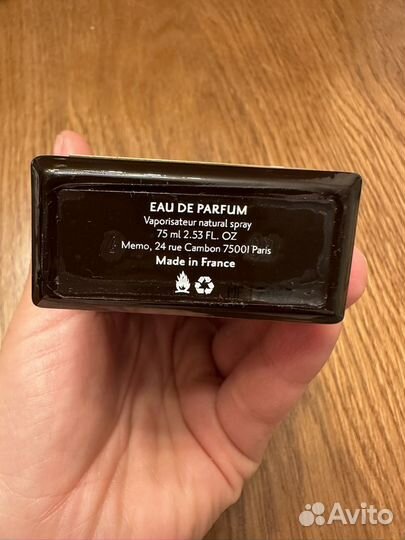 EAU DE PARFUM
Vaporisateur natural spray
75 ml 2.53 FL. OZ
Memo, 24 rue Cambon 75001 Paris
Made in France
Avito